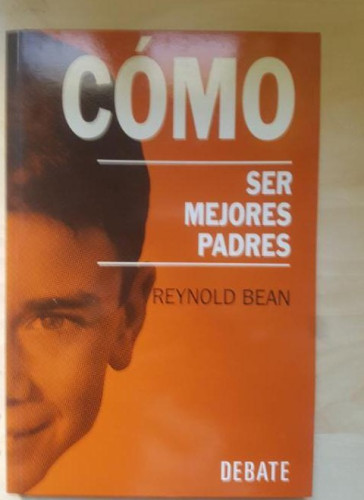 CÓMO
SER
MEJORES
PADRES
REYNOLD BEAN
DEBATE